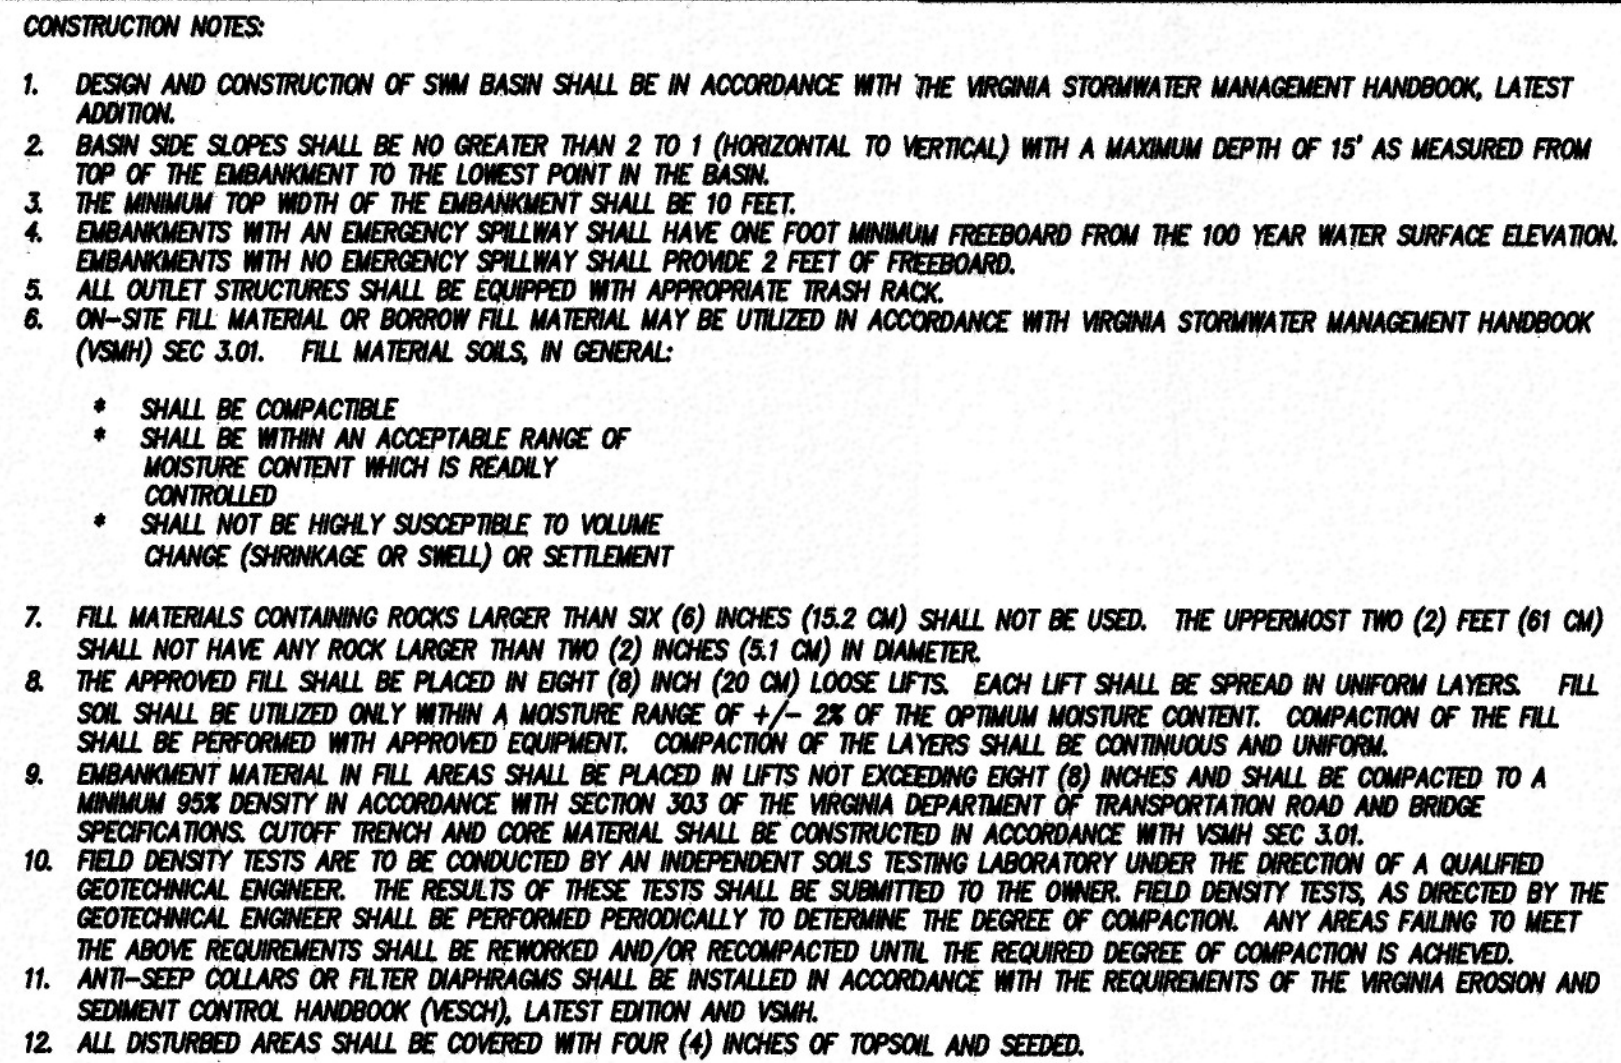 CONSTRUCTION NOTES:
1. DESIGN AND CONSTRUCTION OF SWM BASIN SHALL BE IN ACCORDANCE WITH THE VIRGINIA STORMWATER MANAGEMENT HANDBOOK, LATEST
ADDITION.
2. BASIN SIDE SLOPES SHALL BE NO GREATER THAN 2 TO 1 (HORIZONTAL TO VERTICAL) WITH A MAXIMUM DEPTH OF 15' AS MEASURED FROM
TOP OF THE EMBANKMENT TO THE LOWEST POINT IN THE BASIN.
3. THE MINIMUM TOP WIDTH OF THE EMBANKMENT SHALL BE 10 FEET.
4. EMBANKMENTS WITH AN EMERGENCY SPILLWAY SHALL HAVE ONE FOOT MINIMUM FREEBOARD FROM THE 100 YEAR WATER SURFACE ELEVATION.
EMBANKMENTS WITH NO EMERGENCY SPILLWAY SHALL PROVIDE 2 FEET OF FREEBOARD.
5. ALL OUTLET STRUCTURES SHALL BE EQUIPPED WITH APPROPRIATE TRASH RACK.
6. ON-SITE FILL MATERIAL OR BORROW FILL MATERIAL MAY BE UTILIZED IN ACCORDANCE WITH VIRGINIA STORMWATER MANAGEMENT HANDBOOK
(VSMH) SEC 3.01. FILL MATERIAL SOILS, IN GENERAL:
* SHALL BE COMPACTIBLE
* SHALL BE WITHIN AN ACCEPTABLE RANGE OF
MOISTURE CONTENT WHICH IS READILY
CONTROLLED
* SHALL NOT BE HIGHLY SUSCEPTIBLE TO VOLUME
CHANGE (SHRINKAGE OR SWELL) OR SETTLEMENT
7. FILL MATERIALS CONTAINING ROCKS LARGER THAN SIX (6) INCHES (15.2 CM) SHALL NOT BE USED. THE UPPERMOST TWO (2) FEET (61 CM)
SHALL NOT HAVE ANY ROCK LARGER THAN TWO (2) INCHES (5.1 CM) IN DIAMETER.
8. THE APPROVED FILL SHALL BE PLACED IN EIGHT (8) INCH (20 CM) LOOSE LIFTS. EACH LIFT SHALL BE SPREAD IN UNIFORM LAYERS. FILL
SOIL SHALL BE UTILIZED ONLY WITHIN A MOISTURE RANGE OF +/- 2% OF THE OPTIMUM MOISTURE CONTENT. COMPACTION OF THE FILL
SHALL BE PERFORMED WITH APPROVED EQUIPMENT. COMPACTION OF THE LAYERS SHALL BE CONTINUOUS AND UNIFORM.
9. EMBANKMENT MATERIAL IN FILL AREAS SHALL BE PLACED IN LIFTS NOT EXCEEDING EIGHT (8) INCHES AND SHALL BE COMPACTED TO A
MINIMUM 95% DENSITY IN ACCORDANCE WITH SECTION 303 OF THE VIRGINIA DEPARTMENT OF TRANSPORTATION ROAD AND BRIDGE
SPECIFICATIONS. CUTOFF TRENCH AND CORE MATERIAL SHALL BE CONSTRUCTED IN ACCORDANCE WITH VSMH SEC 3.01.
10. FIELD DENSITY TESTS ARE TO BE CONDUCTED BY AN INDEPENDENT SOILS TESTING LABORATORY UNDER THE DIRECTION OF A QUALIFIED
GEOTECHNICAL ENGINEER. THE RESULTS OF THESE TESTS SHALL BE SUBMITTED TO THE OWNER. FIELD DENSITY TESTS, AS DIRECTED BY THE
GEOTECHNICAL ENGINEER SHALL BE PERFORMED PERIODICALLY TO DETERMINE THE DEGREE OF COMPACTION. ANY AREAS FAILING TO MEET
THE ABOVE REQUIREMENTS SHALL BE REWORKED AND/OR RECOMPACTED UNTIL THE REQUIRED DEGREE OF COMPACTION IS ACHIEVED.
11. ANTI-SEEP COLLARS OR FILTER DIAPHRAGMS SHALL BE INSTALLED IN ACCORDANCE WITH THE REQUIREMENTS OF THE VIRGINIA EROSION AND
SEDIMENT CONTROL HANDBOOK (VESCH), LATEST EDITION AND VSMH.
12. ALL DISTURBED AREAS SHALL BE COVERED WITH FOUR (4) INCHES OF TOPSOIL AND SEEDED.